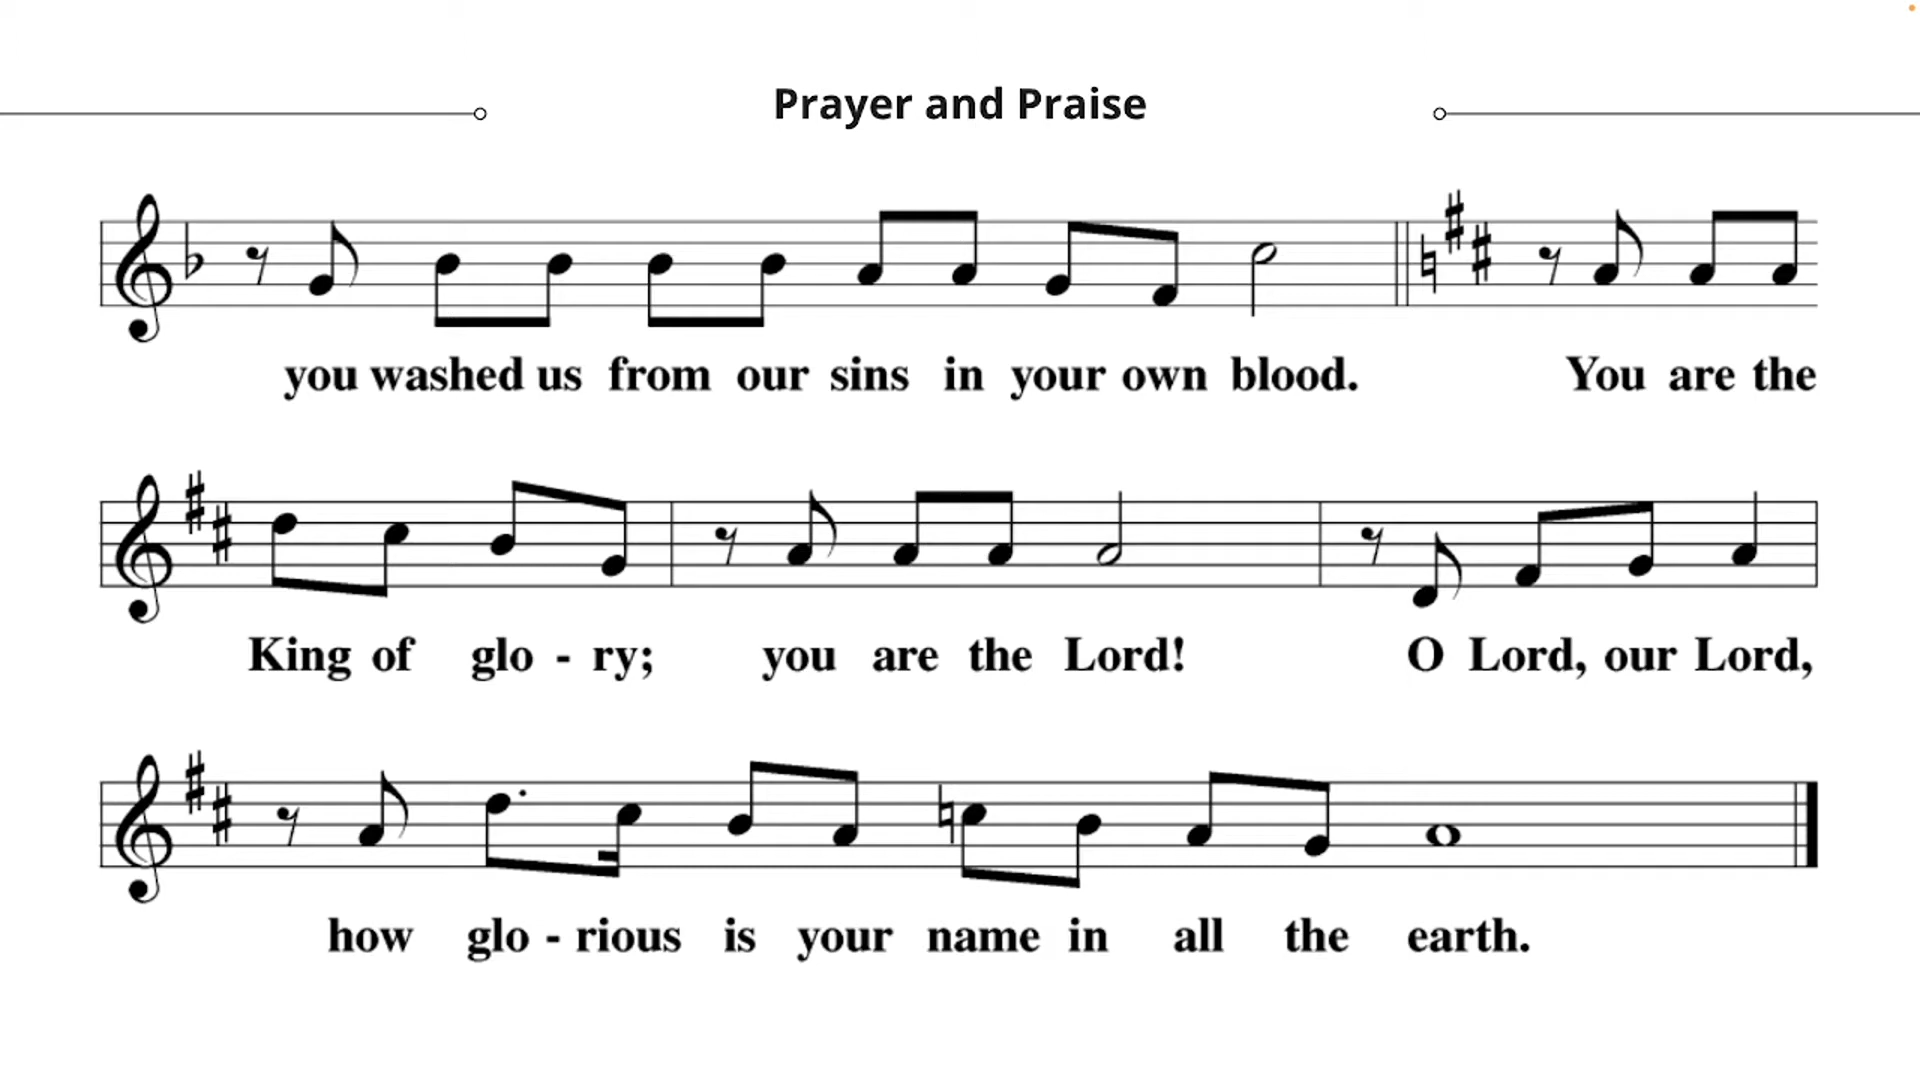 Prayer and Praise
you washed us from our sins in your own blood. You are the
King of glo - ry; you are the Lord! O Lord, our Lord,
how glo - rious is your name in all the earth.